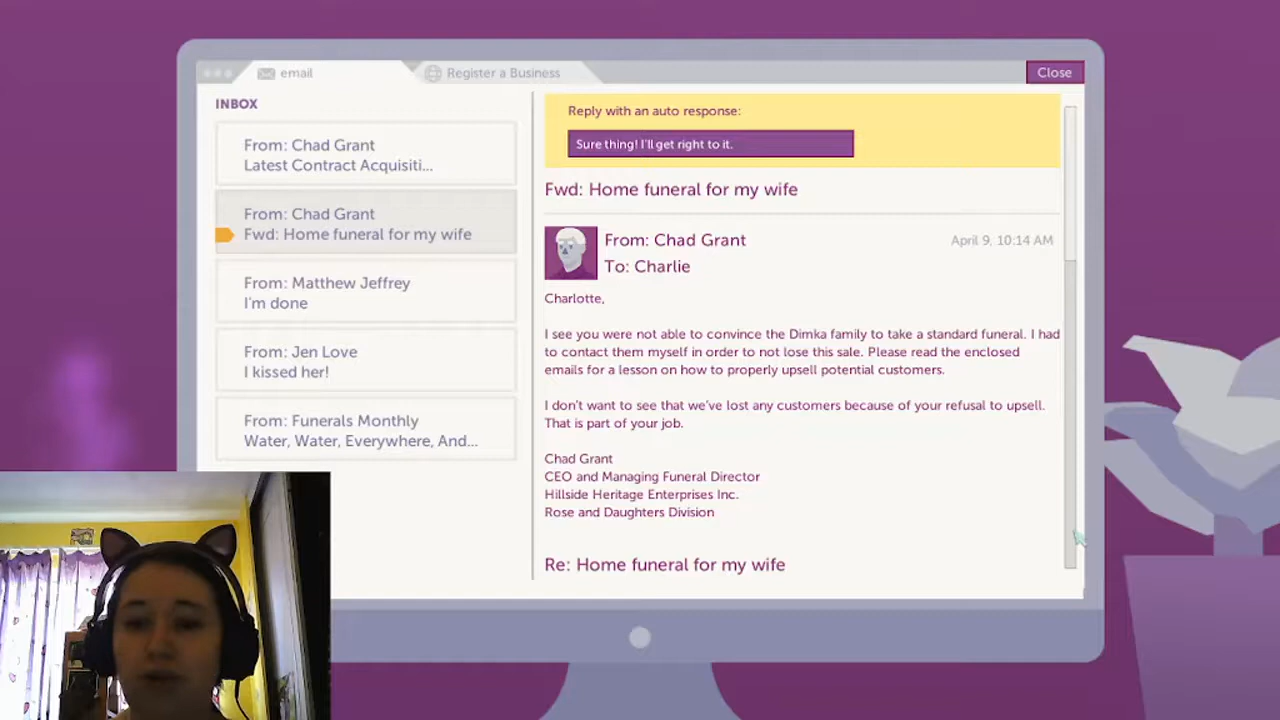 email
Register a Business
Close
INBOX
From: Chad Grant
Latest Contract Acquisiti...
From: Chad Grant
Fwd: Home funeral for my wife
From: Matthew Jeffrey
I'm done
From: Jen Love
I kissed her!
From: Funerals Monthly
Water, Water, Everywhere, And...
Reply with an auto response:
Sure thing! I'll get right to it.
Fwd: Home funeral for my wife
From: Chad Grant
April 9, 10:14 AM
To: Charlie
Charlotte,
I see you were not able to convince the Dimka family to take a standard funeral. I had
to contact them myself in order to not lose this sale. Please read the enclosed
emails for a lesson on how to properly upsell potential customers.
I don't want to see that we've lost any customers because of your refusal to upsell.
That is part of your job.
Chad Grant
CEO and Managing Funeral Director
Hillside Heritage Enterprises Inc.
Rose and Daughters Division
Re: Home funeral for my wife